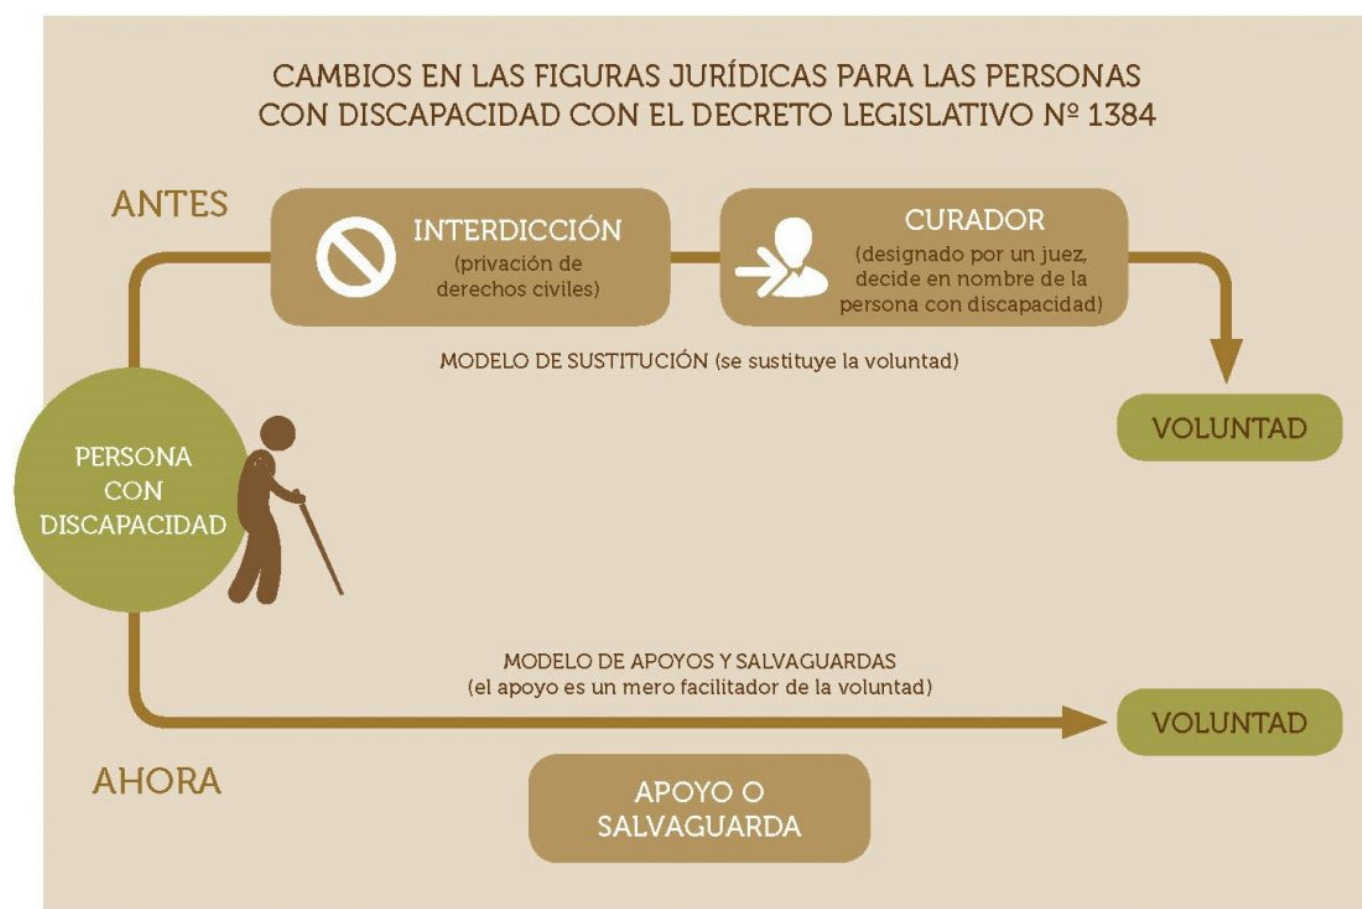 CAMBIOS EN LAS FIGURAS JURÍDICAS PARA LAS PERSONAS
CON DISCAPACIDAD CON EL DECRETO LEGISLATIVO Nº 1384
ANTES
INTERDICCIÓN
(privación de
derechos civiles)
CURADOR
(designado por un juez,
decide en nombre de la
persona con discapacidad)
MODELO DE SUSTITUCIÓN (se sustituye la voluntad)
VOLUNTAD
PERSONA
CON
DISCAPACIDAD
MODELO DE APOYOS Y SALVAGUARDAS
(el apoyo es un mero facilitador de la voluntad)
VOLUNTAD
AHORA
APOYO O
SALVAGUARDA